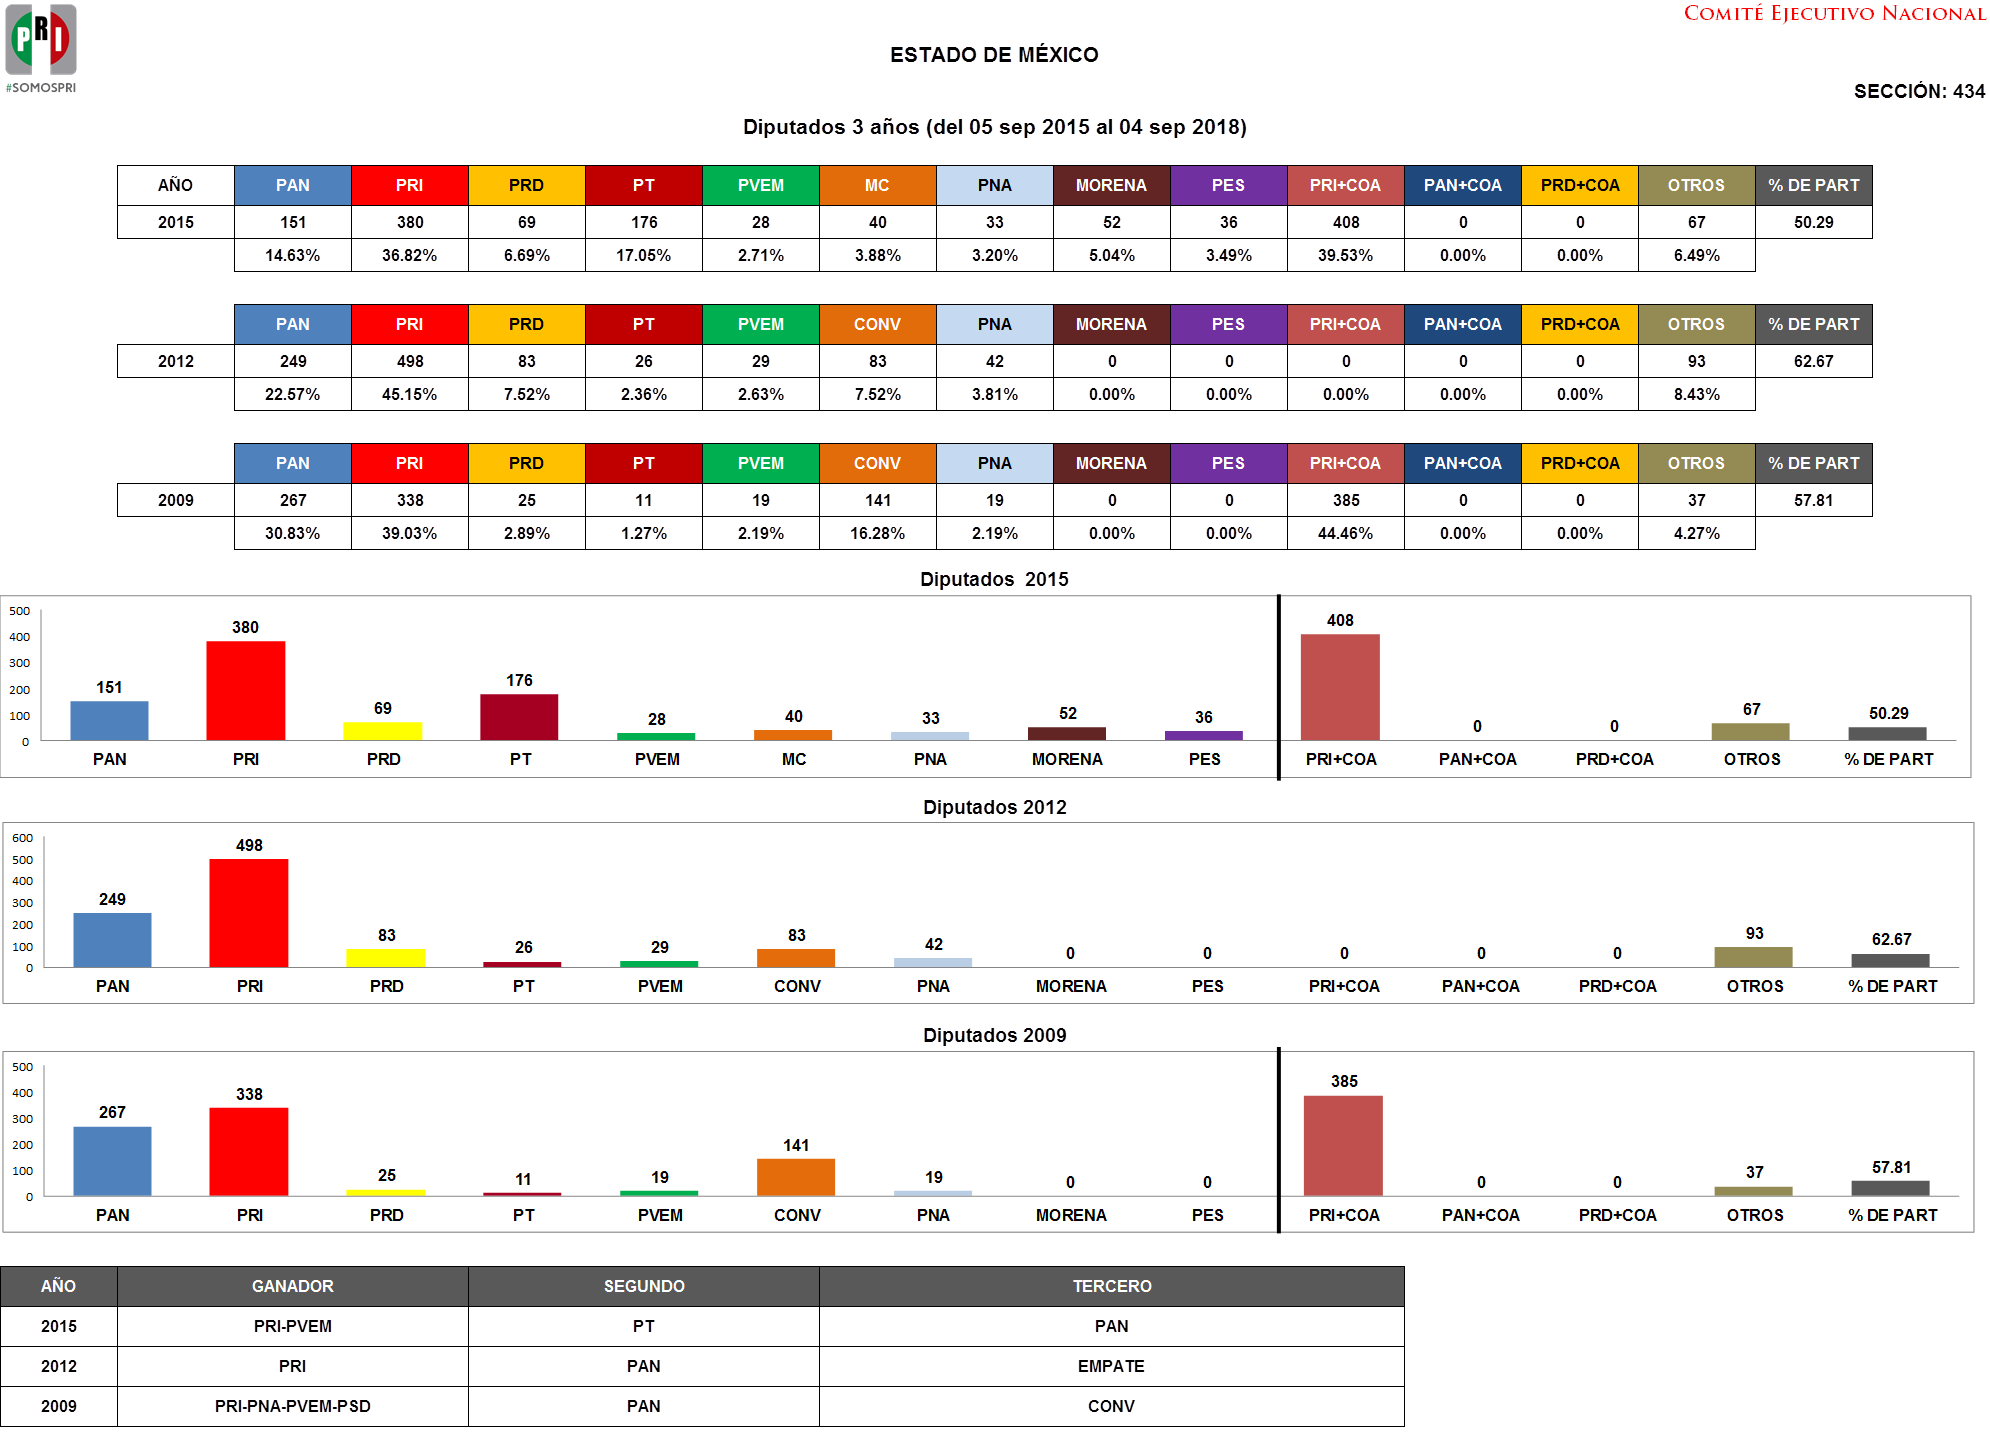 PRI
#SOMOSPRI
COMITÉ EJECUTIVO NACIONAL
ESTADO DE MÉXICO
SECCIÓN: 434
Diputados 3 años (del 05 sep 2015 al 04 sep 2018)
AÑO PAN PRI PRD PT PVEM MC PNA MORENA PES PRI+COA PAN+COA PRD+COA OTROS % DE PART
2015 151 380 69 176 28 40 33 52 36 408 0 0 67 50.29
14.63% 36.82% 6.69% 17.05% 2.71% 3.88% 3.20% 5.04% 3.49% 39.53% 0.00% 0.00% 6.49%
PAN PRI PRD PT PVEM CONV PNA MORENA PES PRI+COA PAN+COA PRD+COA OTROS % DE PART
2012 249 498 83 26 29 83 42 0 0 0 0 0 93 62.67
22.57% 45.15% 7.52% 2.36% 2.63% 7.52% 3.81% 0.00% 0.00% 0.00% 0.00% 0.00% 8.43%
PAN PRI PRD PT PVEM CONV PNA MORENA PES PRI+COA PAN+COA PRD+COA OTROS % DE PART
2009 267 338 25 11 19 141 19 0 0 385 0 0 37 57.81
30.83% 39.03% 2.89% 1.27% 2.19% 16.28% 2.19% 0.00% 0.00% 44.46% 0.00% 0.00% 4.27%
Diputados 2015
500
400
300
200
100
0
151 380 69 176 28 40 33 52 36 408 0 0 67 50.29
PAN PRI PRD PT PVEM MC PNA MORENA PES PRI+COA PAN+COA PRD+COA OTROS % DE PART
Diputados 2012
600
500
400
300
200
100
0
249 498 83 26 29 83 42 0 0 0 0 0 93 62.67
PAN PRI PRD PT PVEM CONV PNA MORENA PES PRI+COA PAN+COA PRD+COA OTROS % DE PART
Diputados 2009
500
400
300
200
100
0
267 338 25 11 19 141 19 0 0 385 0 0 37 57.81
PAN PRI PRD PT PVEM CONV PNA MORENA PES PRI+COA PAN+COA PRD+COA OTROS % DE PART
AÑO GANADOR SEGUNDO TERCERO
2015 PRI-PVEM PT PAN
2012 PRI PAN EMPATE
2009 PRI-PNA-PVEM-PSD PAN CONV